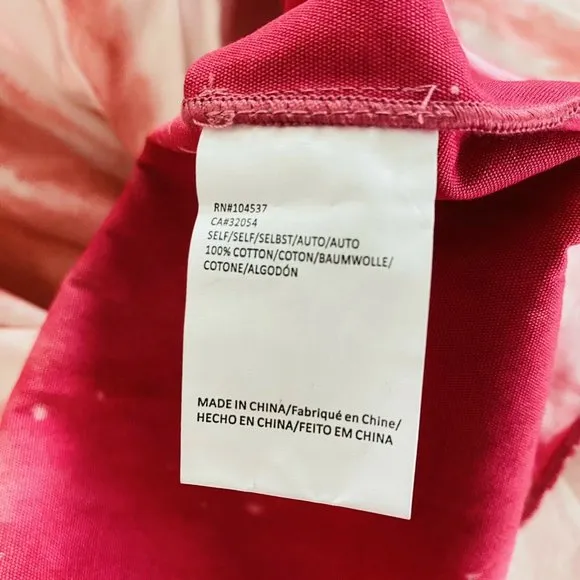 RN#104537
CA#32054
SELF/SELF/SELBST/AUTO/AUTO
100% COTTON/COTON/BAUMWOLLE/
COTONE/ALGODÓN
MADE IN CHINA/Fabriqué en Chine/
HECHO EN CHINA/FEITO EM CHINA